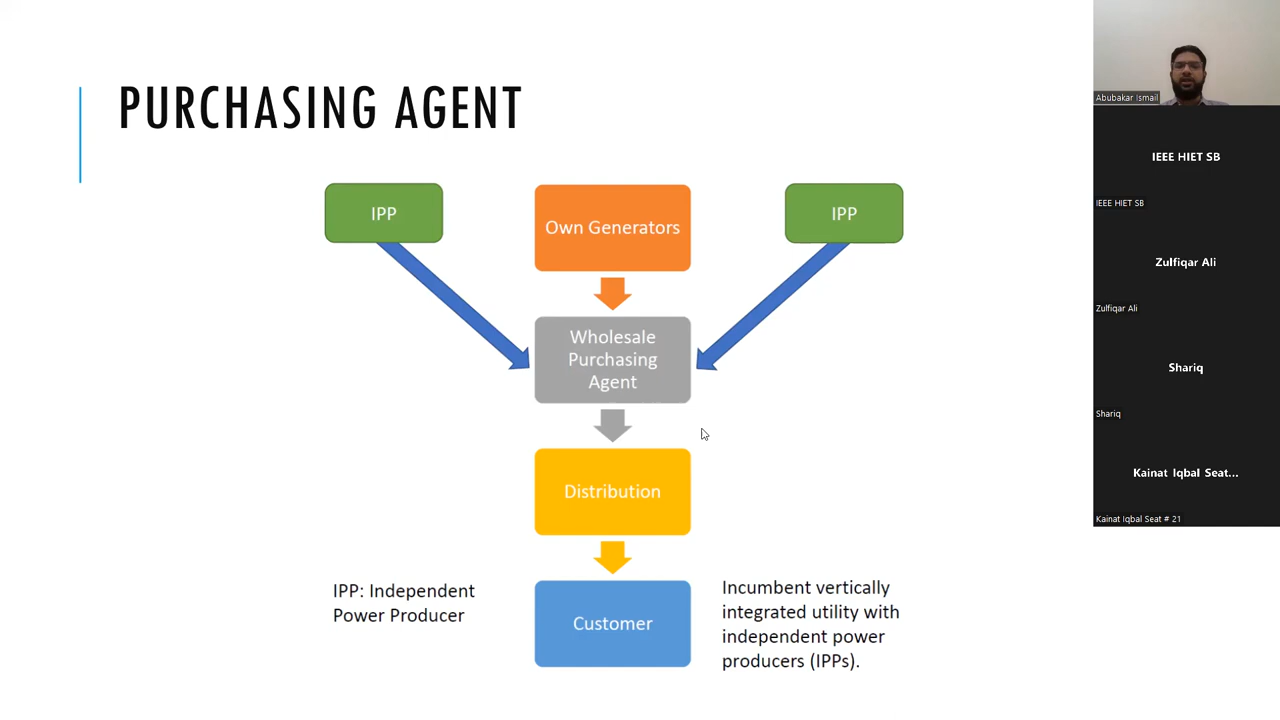 PURCHASING AGENT
IPP
Own Generators
IPP
Wholesale
Purchasing
Agent
Distribution
Customer
IPP: Independent
Power Producer
Incumbent vertically
integrated utility with
independent power
producers (IPPs).
Abubakar Ismail
IEEE HIET SB
IEEE HIET SB
Zulfiqar Ali
Zulfiqar Ali
Shariq
Shariq
Kainat Iqbal Seat...
Kainat Iqbal Seat # 21